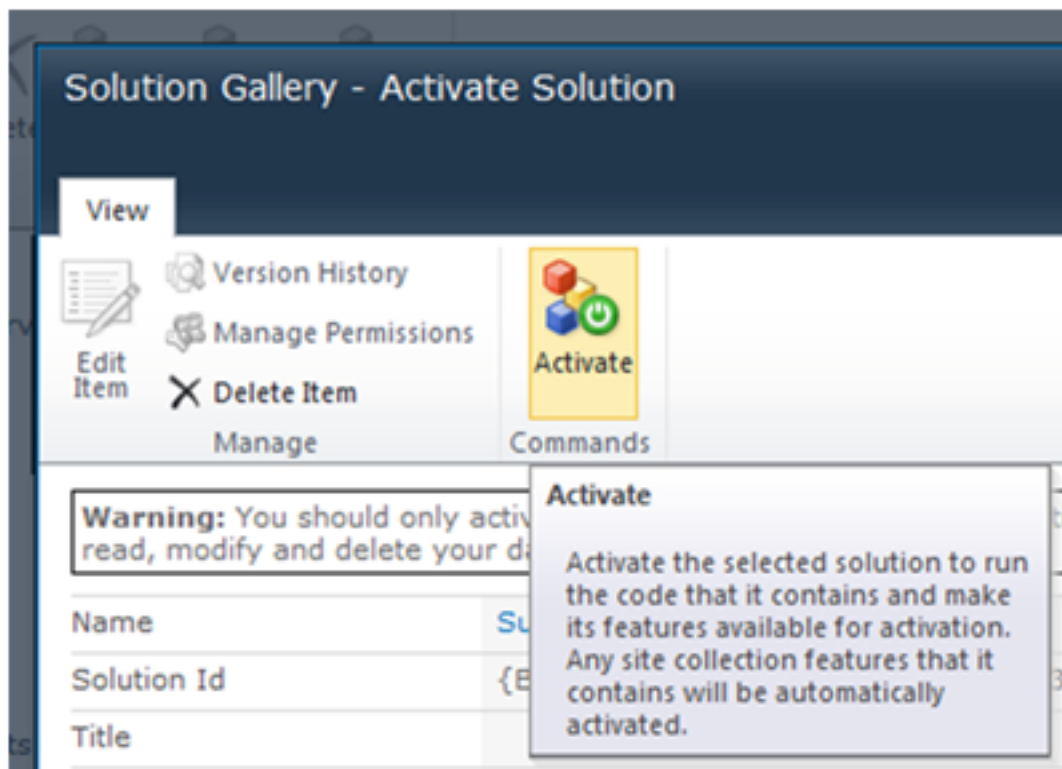 Solution Gallery - Activate Solution
View
Edit
Item
Version History
Manage Permissions
Delete Item
Manage
Activate
Commands
Warning: You should only
read, modify and delete your
Activate
Activate the selected solution to run
the code that it contains and make
its features available for activation.
Any site collection features that it
contains will be automatically
activated.
Name
Solution Id
Title